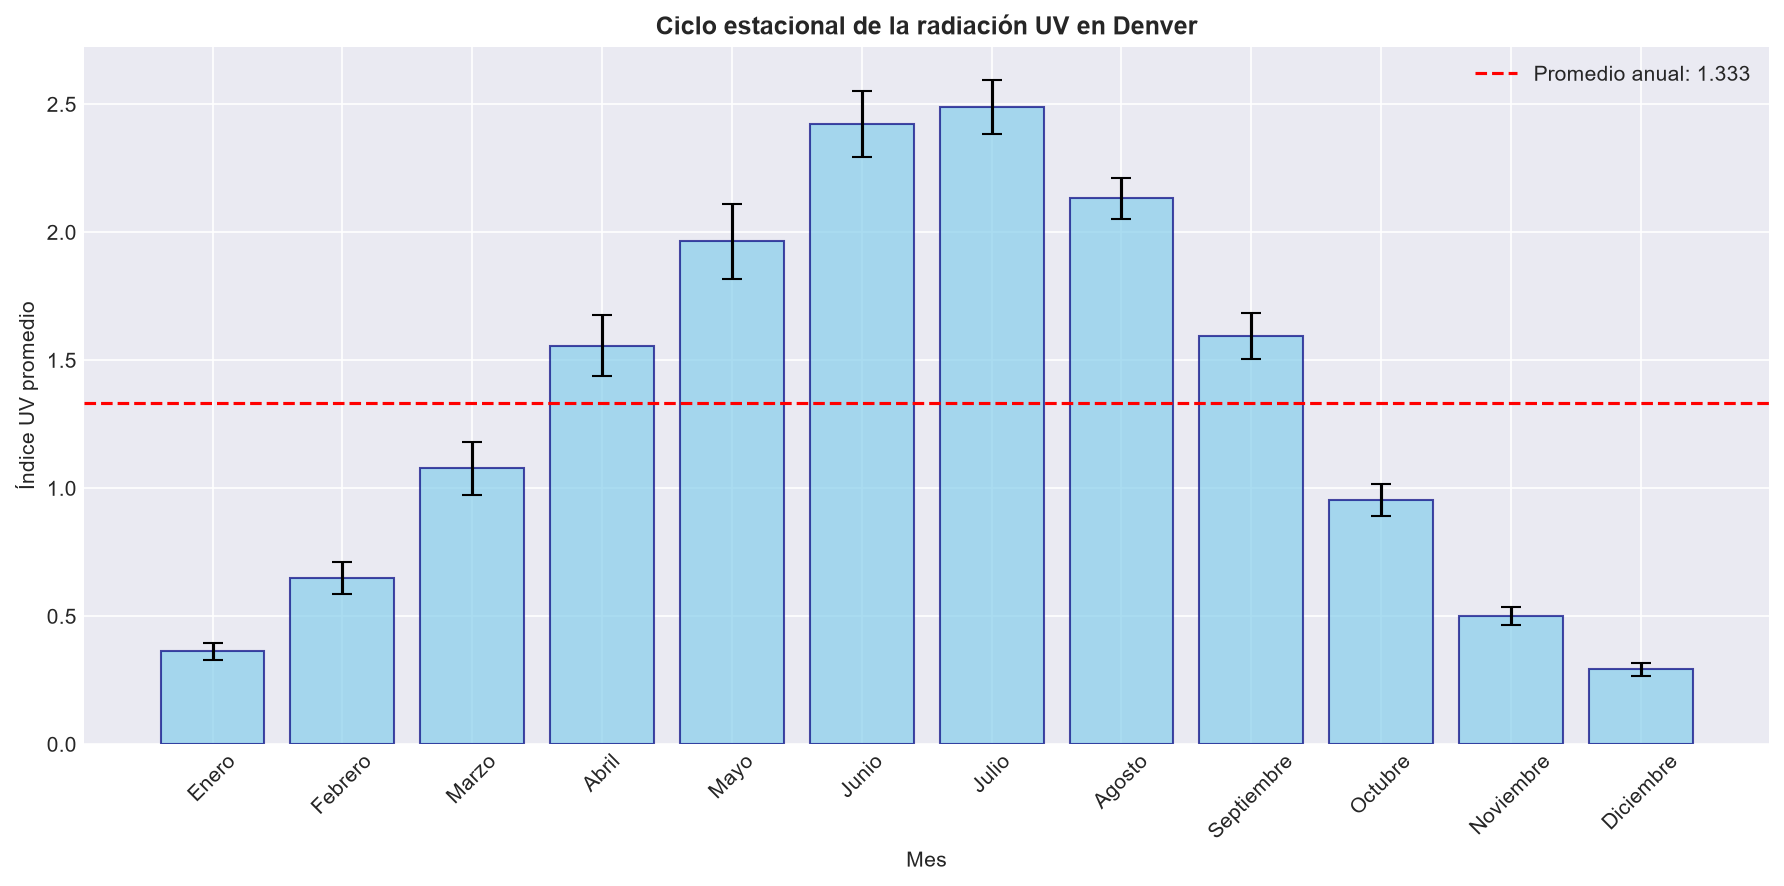 Ciclo estacional de la radiación UV en Denver
Promedio anual: 1.333
Índice UV promedio
2.5
2.0
1.5
1.0
0.5
0.0
Enero
Febrero
Marzo
Abril
Mayo
Junio
Julio
Agosto
Septiembre
Octubre
Noviembre
Diciembre
Mes